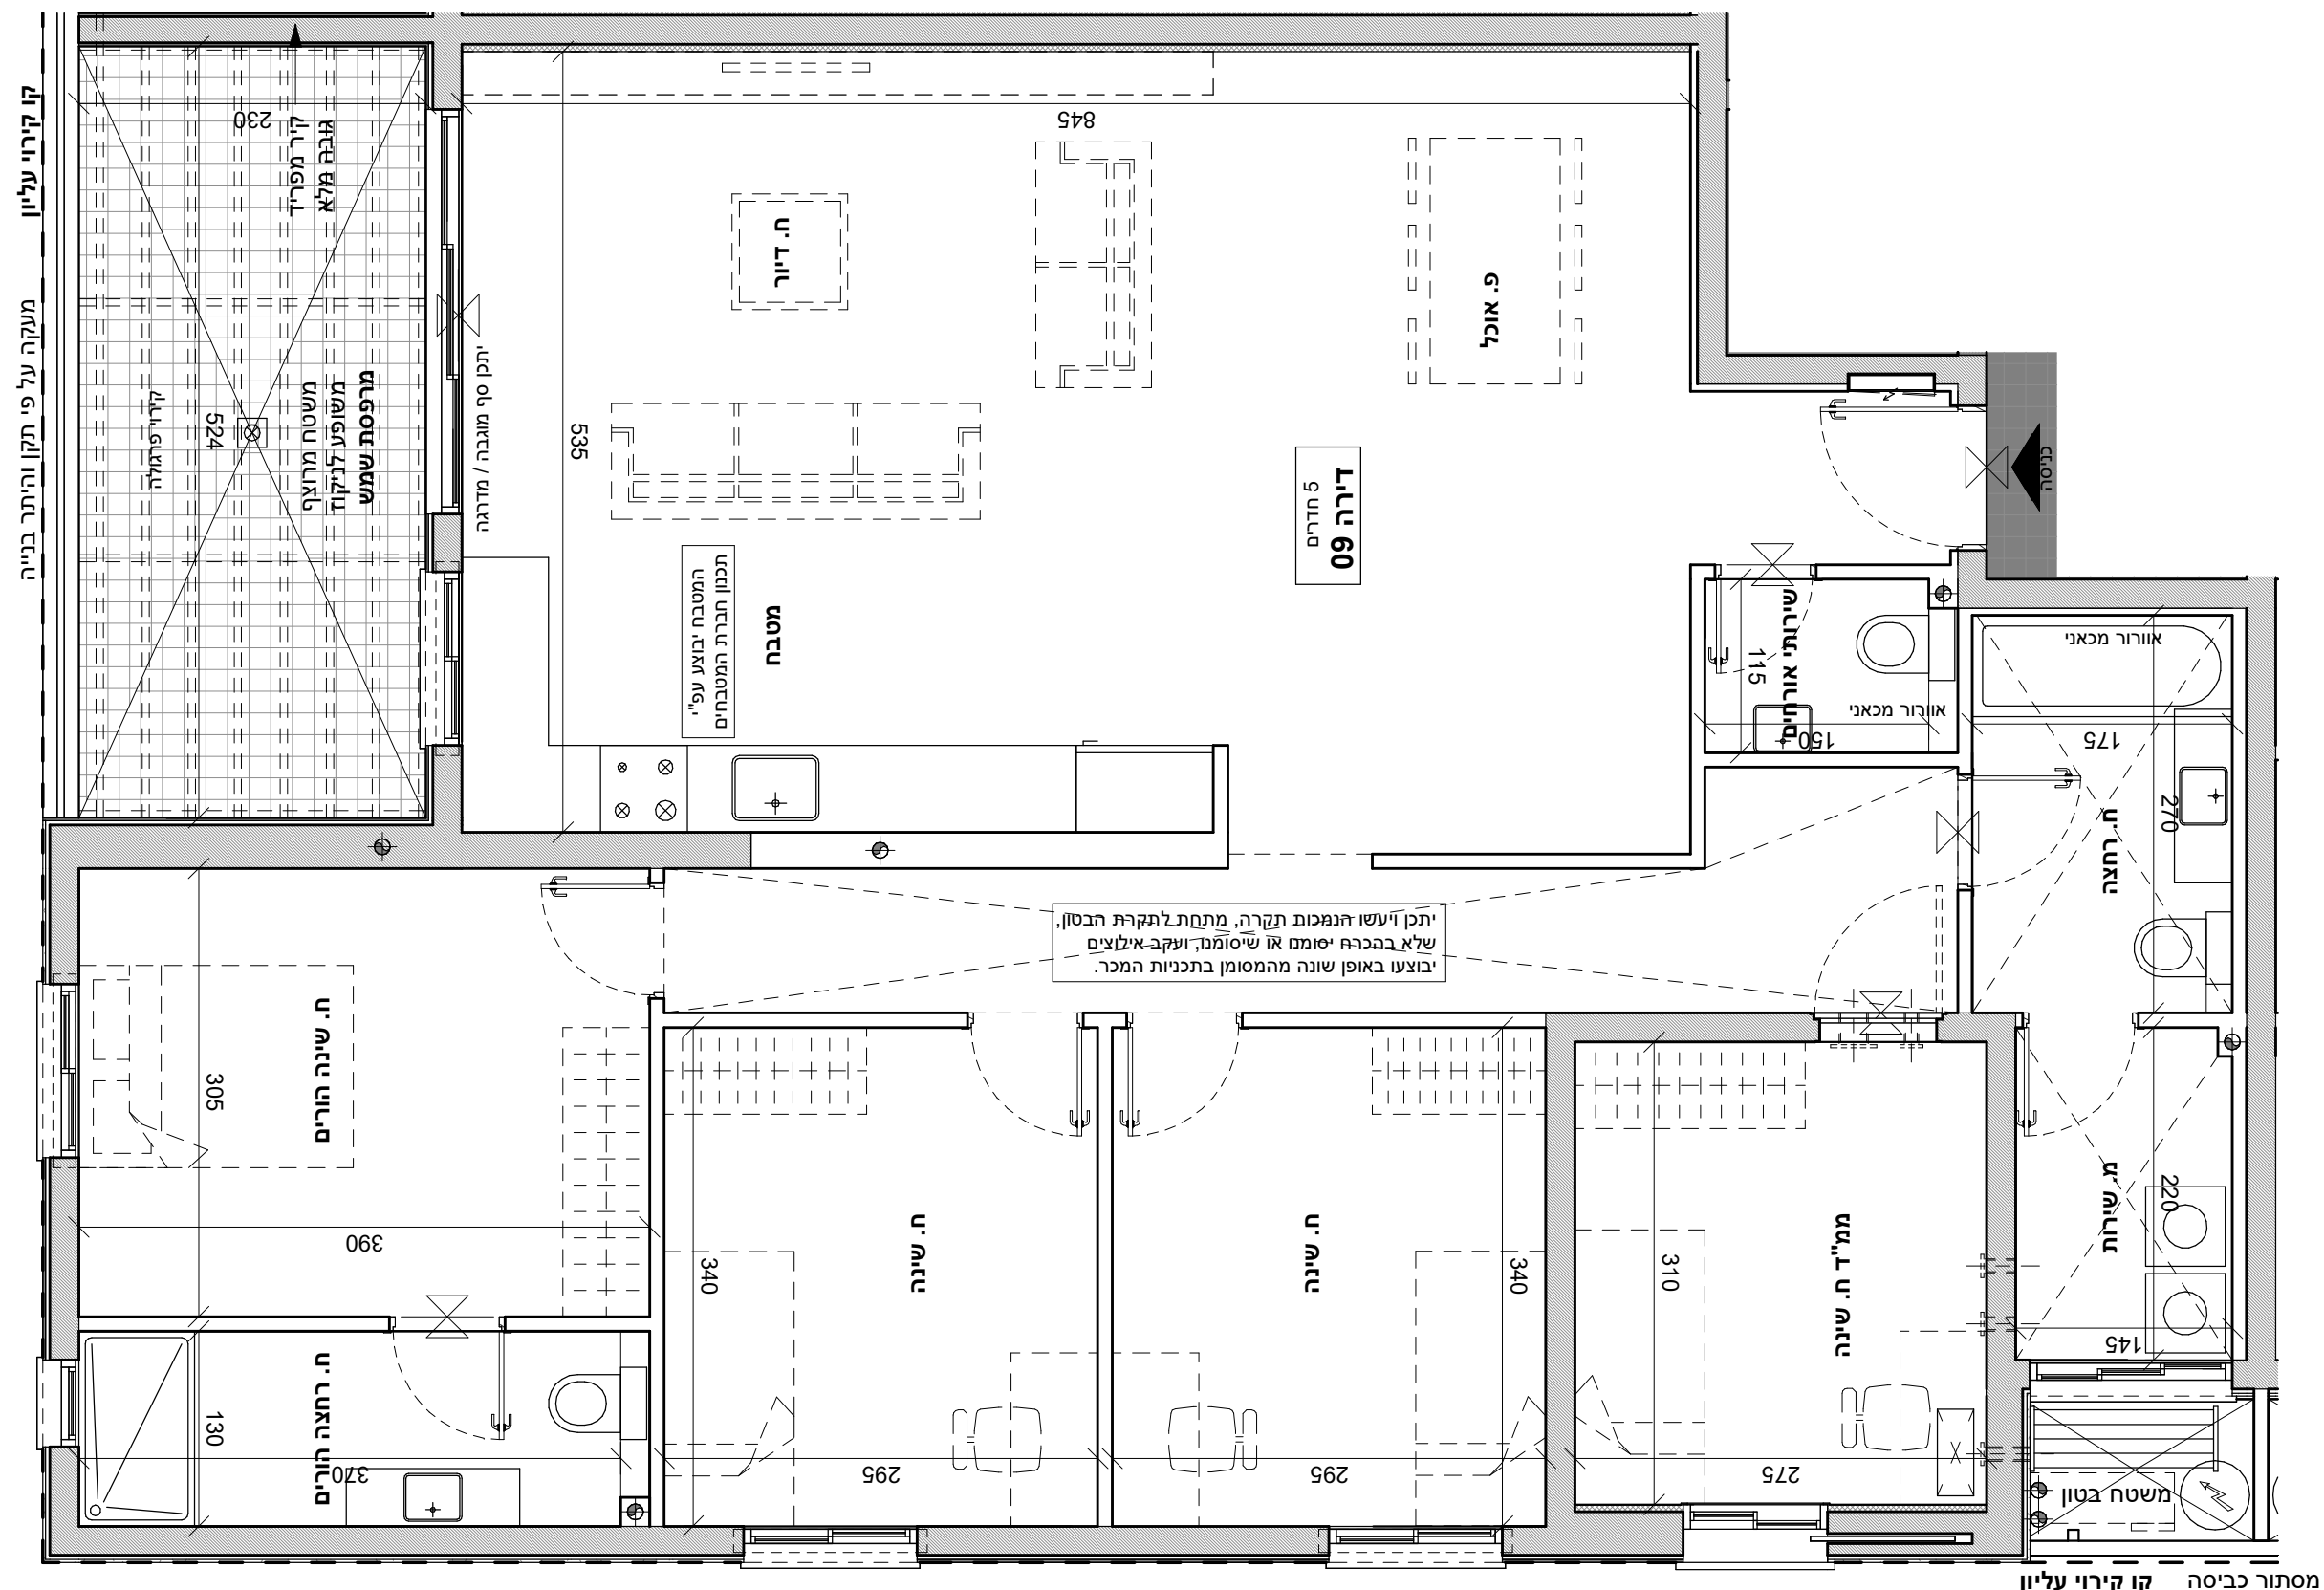 קו קירוי עליון
מעקה על פי תקן והיתר בנייה
230
קיר מפריד
גובה מלא
מרפסת שמש
משופע לניקוז
משטח מרוצף
קירוי פרגולה
524
יתכן סף מוגבה / מדרגה
845
535
ח. דיור
פ. אוכל
דירה 09
5 חדרים
מטבח
המטבח יבוצע עפ"י
תכנון חברת המטבחים
כניסה
שירותי אורחים
115
150
אוורור מכאני
אוורור מכאני
175
270
ח. רחצה
יתכן ויעשו הנמכות תקרה, מתחת לתקרת הבטון,
שלא בהכרח יסומנו או שיסומנו, ועקב אילוצים
יבוצעו באופן שונה מהמסומן בתכניות המכר.
ח. שינה הורים
305
390
ח. רחצה הורים
130
370
ח. שינה
340
295
ח. שינה
340
295
ממ"ד ח. שינה
310
275
מ. שירות
220
145
משטח בטון
מסתור כביסה
קו קירוי עליון